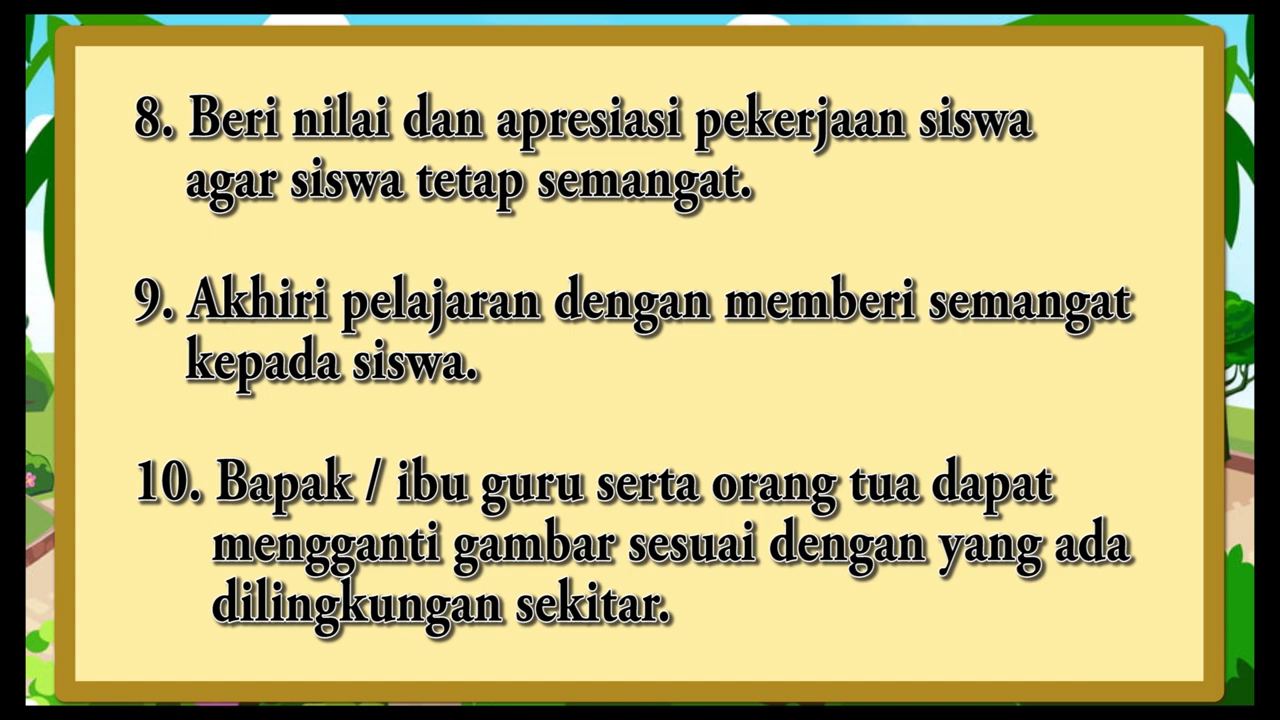 8. Beri nilai dan apresiasi pekerjaan siswa
agar siswa tetap semangat.
9. Akhiri pelajaran dengan memberi semangat
kepada siswa.
10. Bapak / ibu guru serta orang tua dapat
mengganti gambar sesuai dengan yang ada
dilingkungan sekitar.